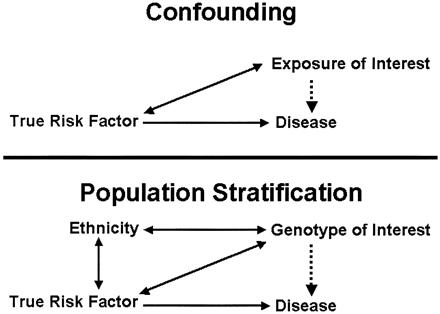 Confounding
Exposure of Interest
True Risk Factor
Disease
Population Stratification
Ethnicity
Genotype of Interest
True Risk Factor
Disease